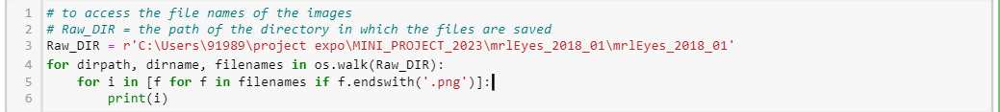 1 # to access the file names of the images
2 # Raw_DIR = the path of the directory in which the files are saved
3 Raw_DIR = r'C:\Users\91989\project expo\MINI_PROJECT_2023\mrlEyes_2018_01\mrlEyes_2018_01'
4 for dirpath, dirname, filenames in os.walk(Raw_DIR):
5     for i in [f for f in filenames if f.endswith('.png')]:
6         print(i)